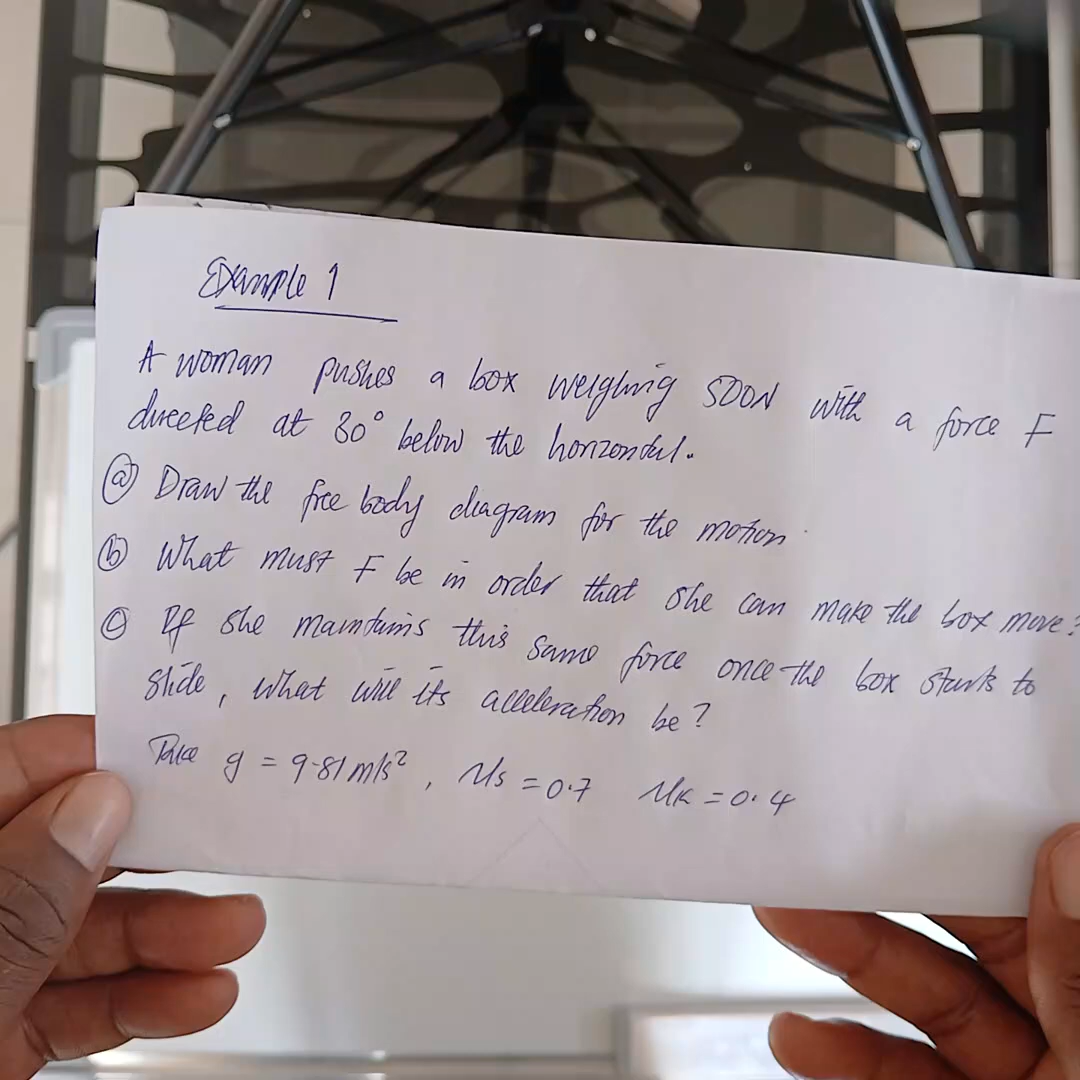 Example 1
A woman pushes a box weighing 500N with a force F
directed at 30° below the horizontal.
(a) Draw the free body diagram for the motion.
(b) What must F be in order that she can make the box move?
(c) If she maintains this same force once the box starts to
slide, what will its acceleration be?
Take g = 9.81 m/s², μs = 0.7 μk = 0.4